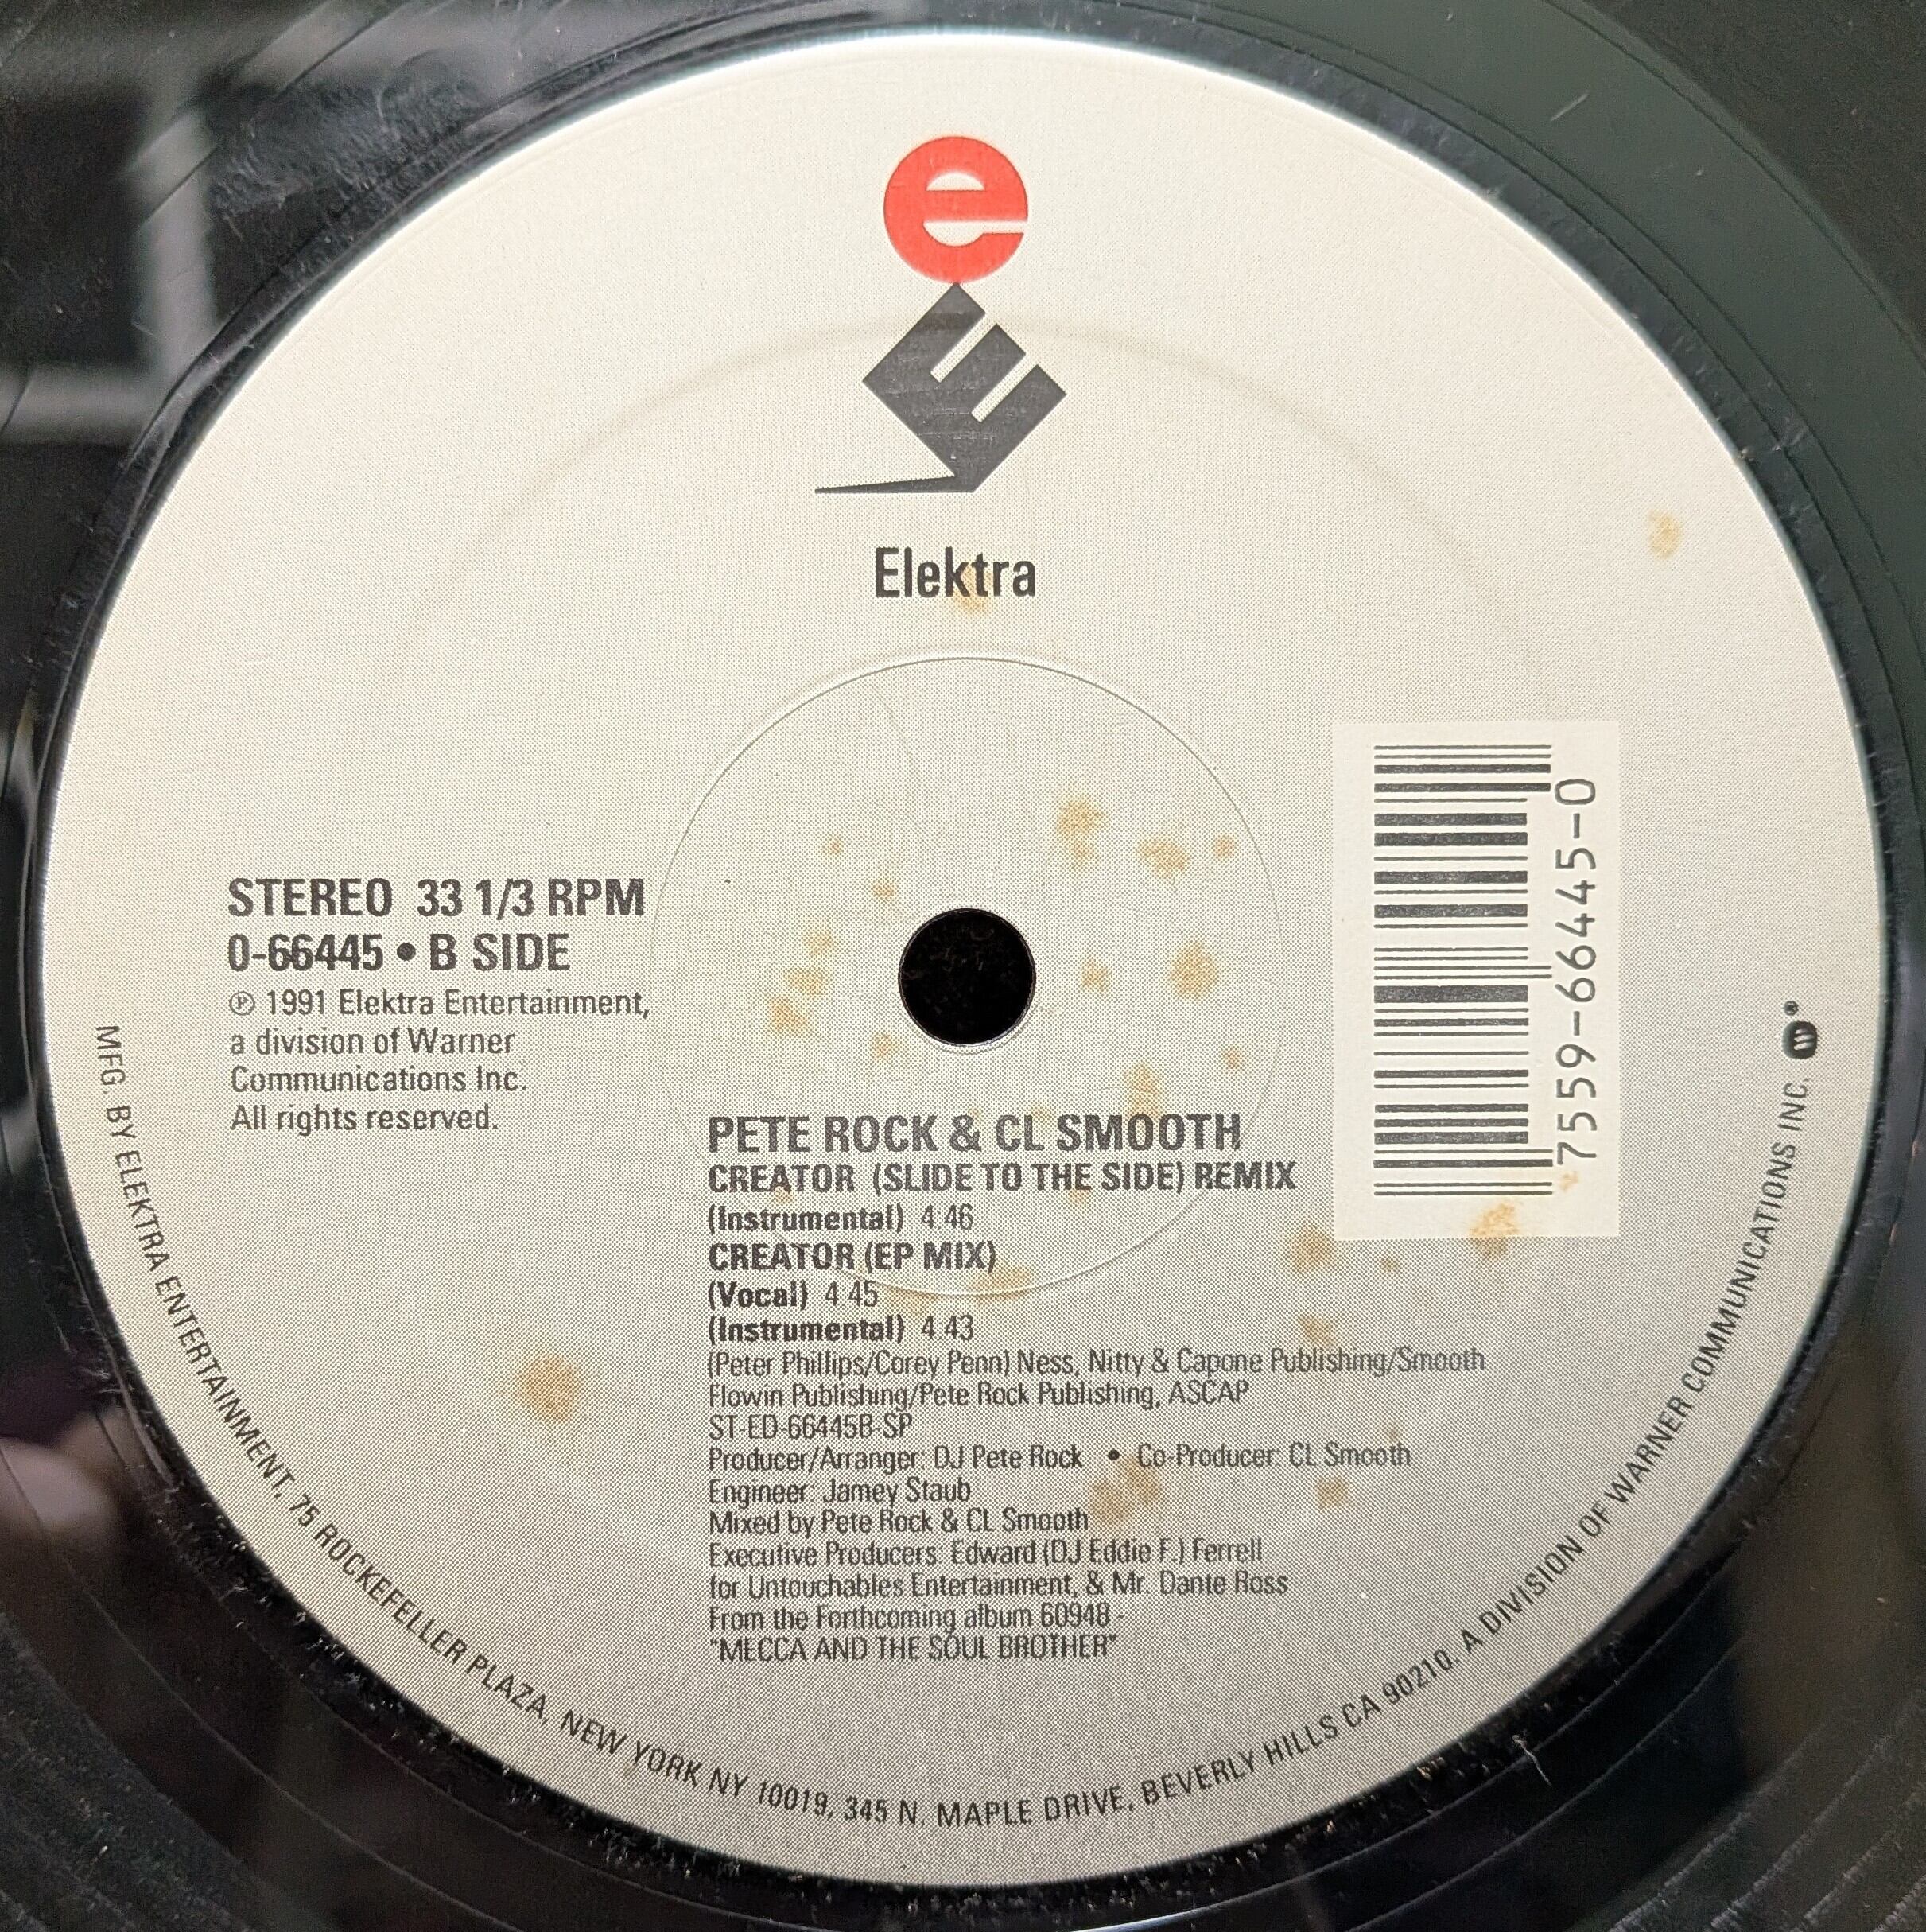 e
E
Elektra
STEREO 33 1/3 RPM
0-66445 • B SIDE
℗ 1991 Elektra Entertainment,
a division of Warner
Communications Inc.
All rights reserved.
7559-66445-0
PETE ROCK & CL SMOOTH
CREATOR (SLIDE TO THE SIDE) REMIX
(Instrumental) 4:46
CREATOR (EP MIX)
(Vocal) 4:45
(Instrumental) 4:43
(Peter Phillips/Corey Penn) Ness, Nitty & Capone Publishing/Smooth
Flowin Publishing/Pete Rock Publishing, ASCAP
ST-ED-66445B-SP
Producer/Arranger: DJ Pete Rock • Co-Producer: CL Smooth
Engineer: Jamey Staub
Mixed by Pete Rock & CL Smooth
Executive Producers: Edward (DJ Eddie F.) Ferrell
for Untouchables Entertainment, & Mr. Dante Ross
From the Forthcoming album 60948 -
"MECCA AND THE SOUL BROTHER"
MFG. BY ELEKTRA ENTERTAINMENT, 75 ROCKEFELLER PLAZA, NEW YORK NY 10019, 345 N. MAPLE DRIVE, BEVERLY HILLS CA 90210. A DIVISION OF WARNER COMMUNICATIONS INC.